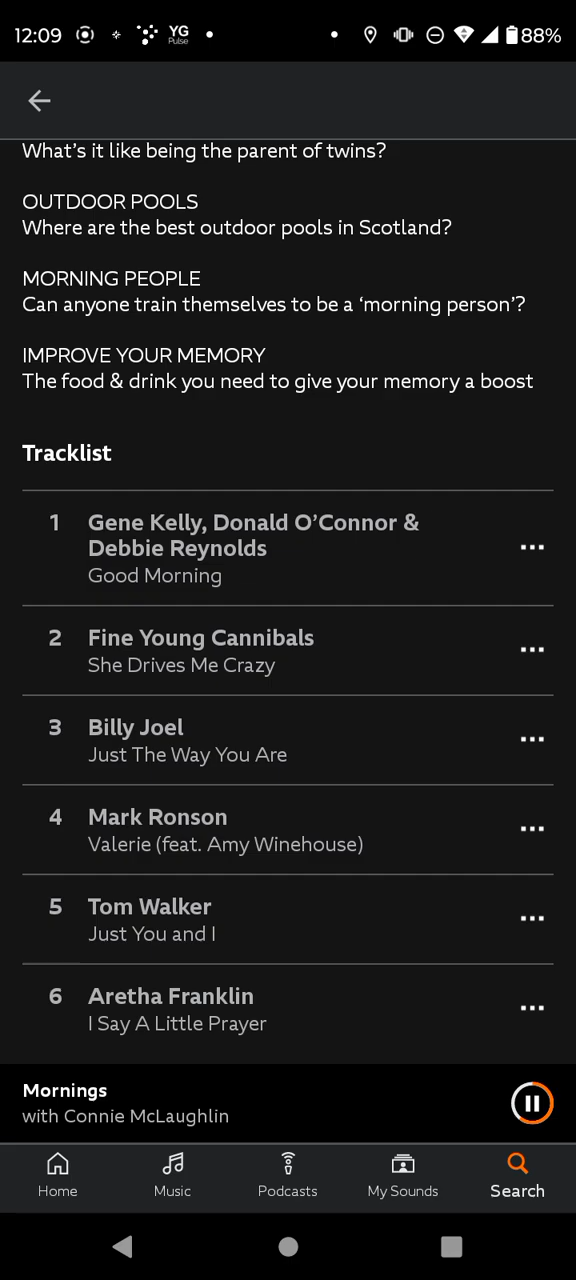 12:09
YG
Pulse
88%
What's it like being the parent of twins?
OUTDOOR POOLS
Where are the best outdoor pools in Scotland?
MORNING PEOPLE
Can anyone train themselves to be a ‘morning person’?
IMPROVE YOUR MEMORY
The food & drink you need to give your memory a boost
Tracklist
1 Gene Kelly, Donald O’Connor &
Debbie Reynolds
Good Morning
2 Fine Young Cannibals
She Drives Me Crazy
3 Billy Joel
Just The Way You Are
4 Mark Ronson
Valerie (feat. Amy Winehouse)
5 Tom Walker
Just You and I
6 Aretha Franklin
I Say A Little Prayer
Mornings
with Connie McLaughlin
Home Music Podcasts My Sounds Search